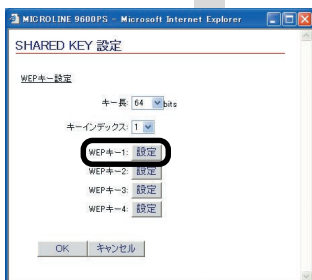 MICROLINE 9600PS - Microsoft Internet Explorer
SHARED KEY 設定
WEPキー設定
キー長: 64 bits
キーインデックス: 1
WEPキー1: 設定
WEPキー2: 設定
WEPキー3: 設定
WEPキー4: 設定
OK キャンセル